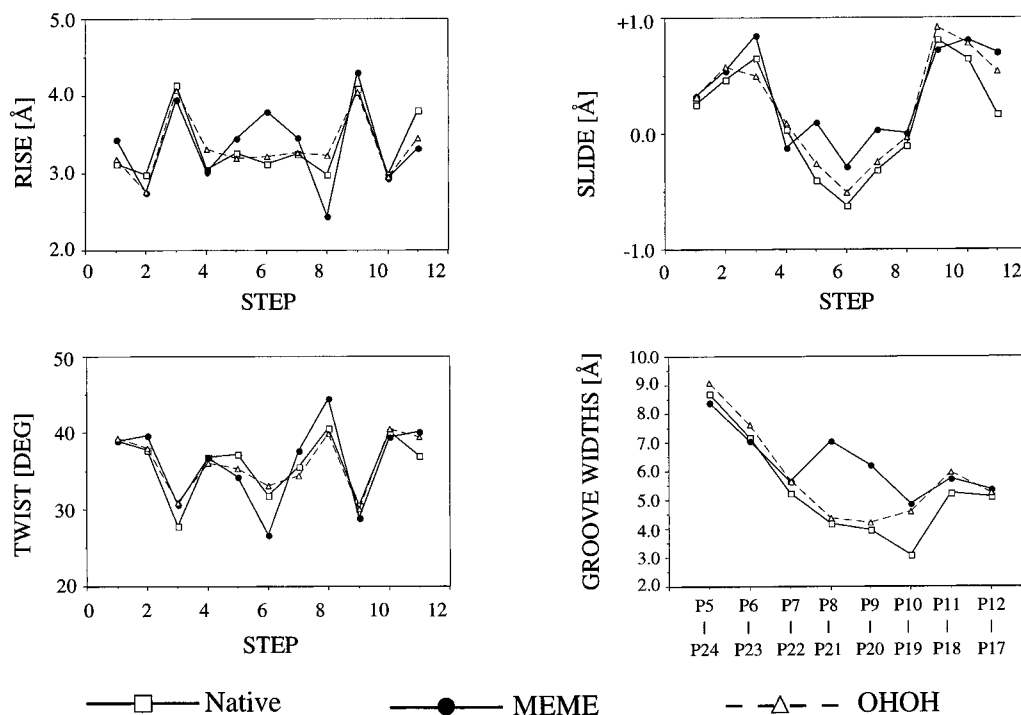 5.0
4.0
3.0
2.0
RISE [Å]
0 2 4 6 8 10 12
STEP
+1.0
0.0
-1.0
SLIDE [Å]
0 2 4 6 8 10 12
STEP
50
40
30
20
TWIST [DEG]
0 2 4 6 8 10 12
STEP
10.0
9.0
8.0
7.0
6.0
5.0
4.0
3.0
2.0
GROOVE WIDTHS [Å]
P5 P6 P7 P8 P9 P10 P11 P12
| | | | | | | |
P24 P23 P22 P21 P20 P19 P18 P17
Native MEME OHOH